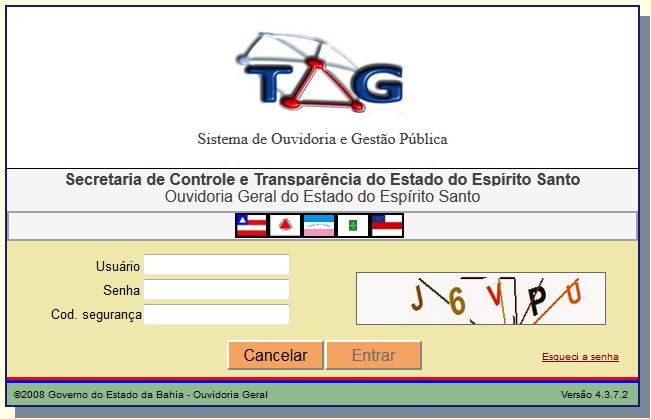 TAG
Sistema de Ouvidoria e Gestão Pública
Secretaria de Controle e Transparência do Estado do Espírito Santo
Ouvidoria Geral do Estado do Espírito Santo
Usuário
Senha
Cod. segurança
J6VPU
Cancelar Entrar
Esqueci a senha
©2008 Governo do Estado da Bahia - Ouvidoria Geral
Versão 4.3.7.2